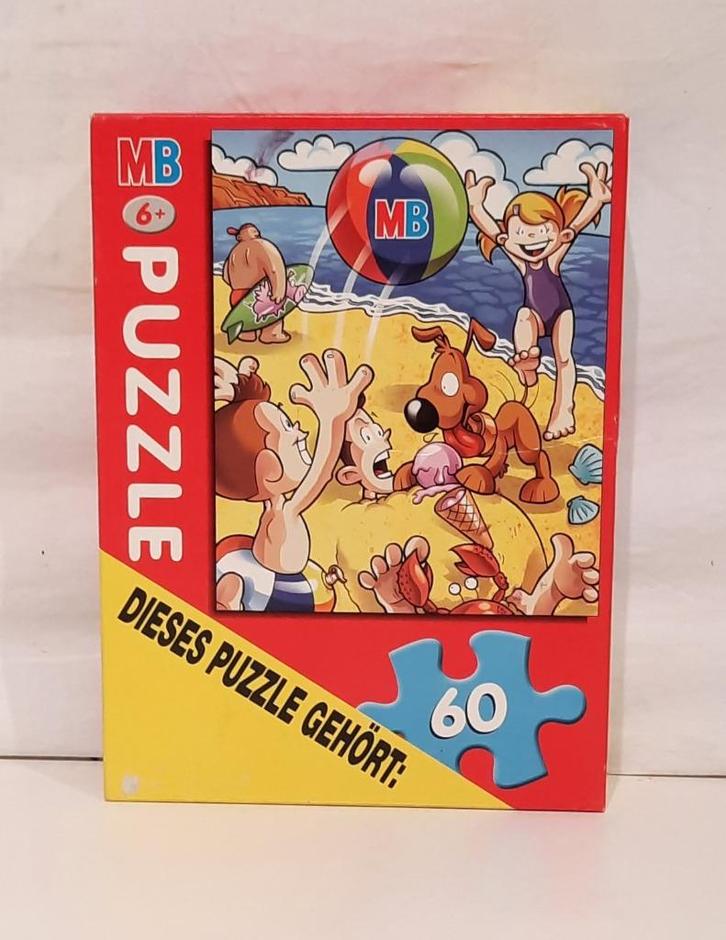 MB
6+
PUZZLE
MB
DIESES PUZZLE GEHÖRT:
60